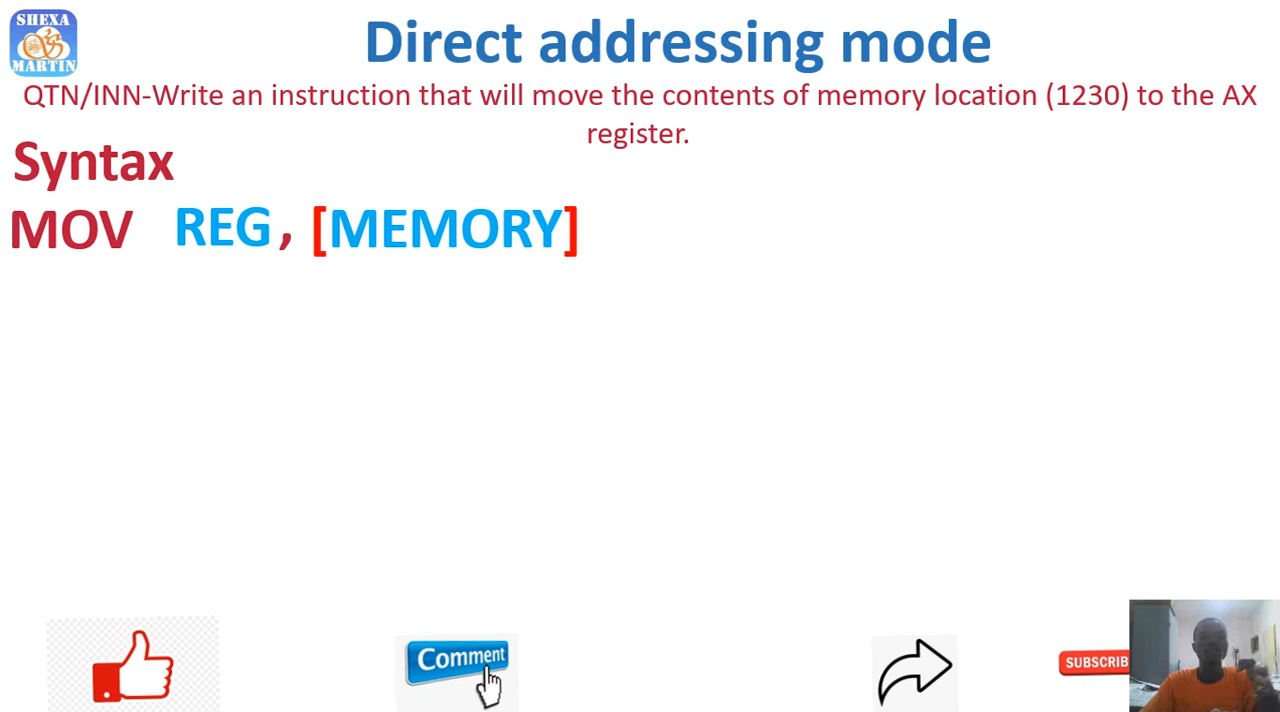 SHEXA
MARTIN
Direct addressing mode
QTN/INN-Write an instruction that will move the contents of memory location (1230) to the AX
register.
Syntax
MOV REG , [MEMORY]
Comment
SUBSCRIB